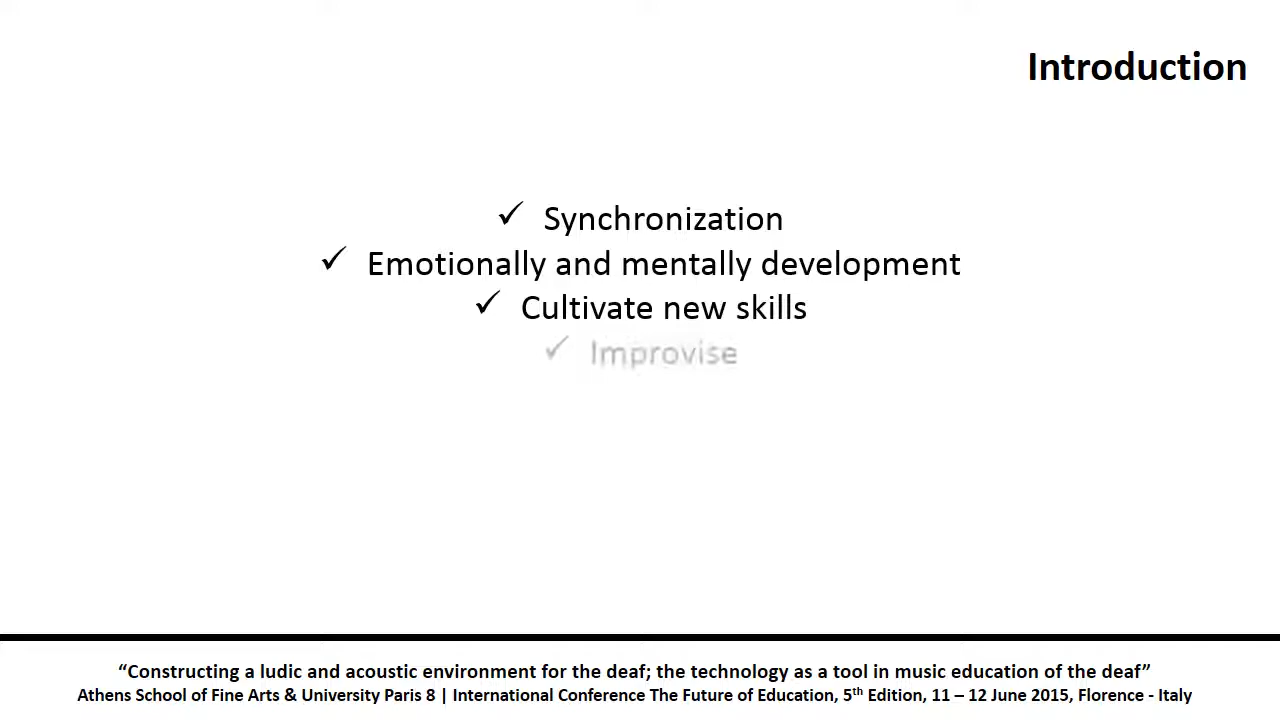 Introduction
✓ Synchronization
✓ Emotionally and mentally development
✓ Cultivate new skills
✓ Improvise
“Constructing a ludic and acoustic environment for the deaf; the technology as a tool in music education of the deaf”
Athens School of Fine Arts & University Paris 8 | International Conference The Future of Education, 5th Edition, 11 – 12 June 2015, Florence - Italy